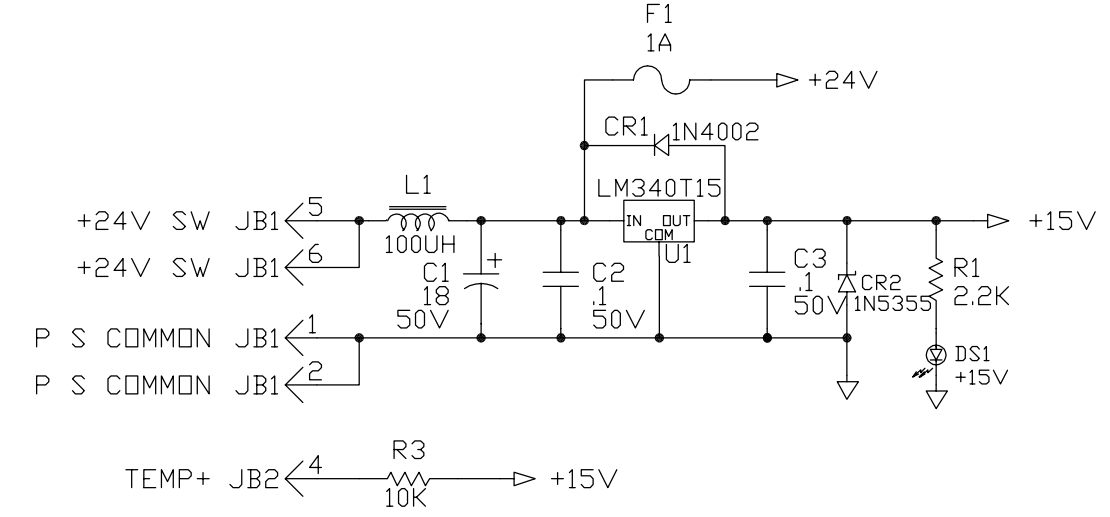 F1
1A
+24V
CR1 1N4002
LM340T15
L1
+24V SW JB1 5
IN OUT
COM
+15V
100UH
U1
+24V SW JB1 6
C1 +
18
50V
C2
.1
50V
C3
.1
50V
CR2
1N5355
R1
2.2K
P S COMMON JB1 1
DS1
+15V
P S COMMON JB1 2
R3
TEMP+ JB2 4
+15V
10K